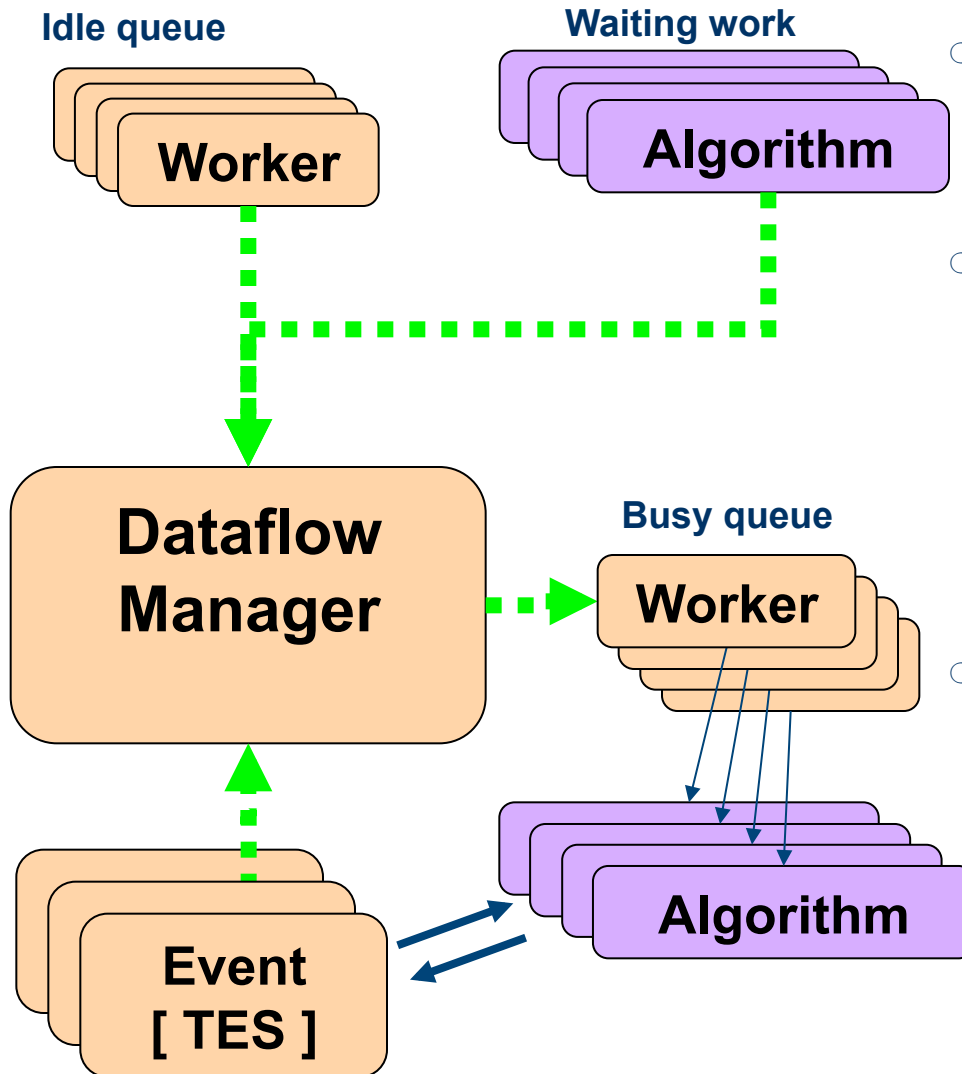 Idle queue
Waiting work
Worker
Algorithm
Dataflow
Manager
Busy queue
Worker
Algorithm
Event
[ TES ]